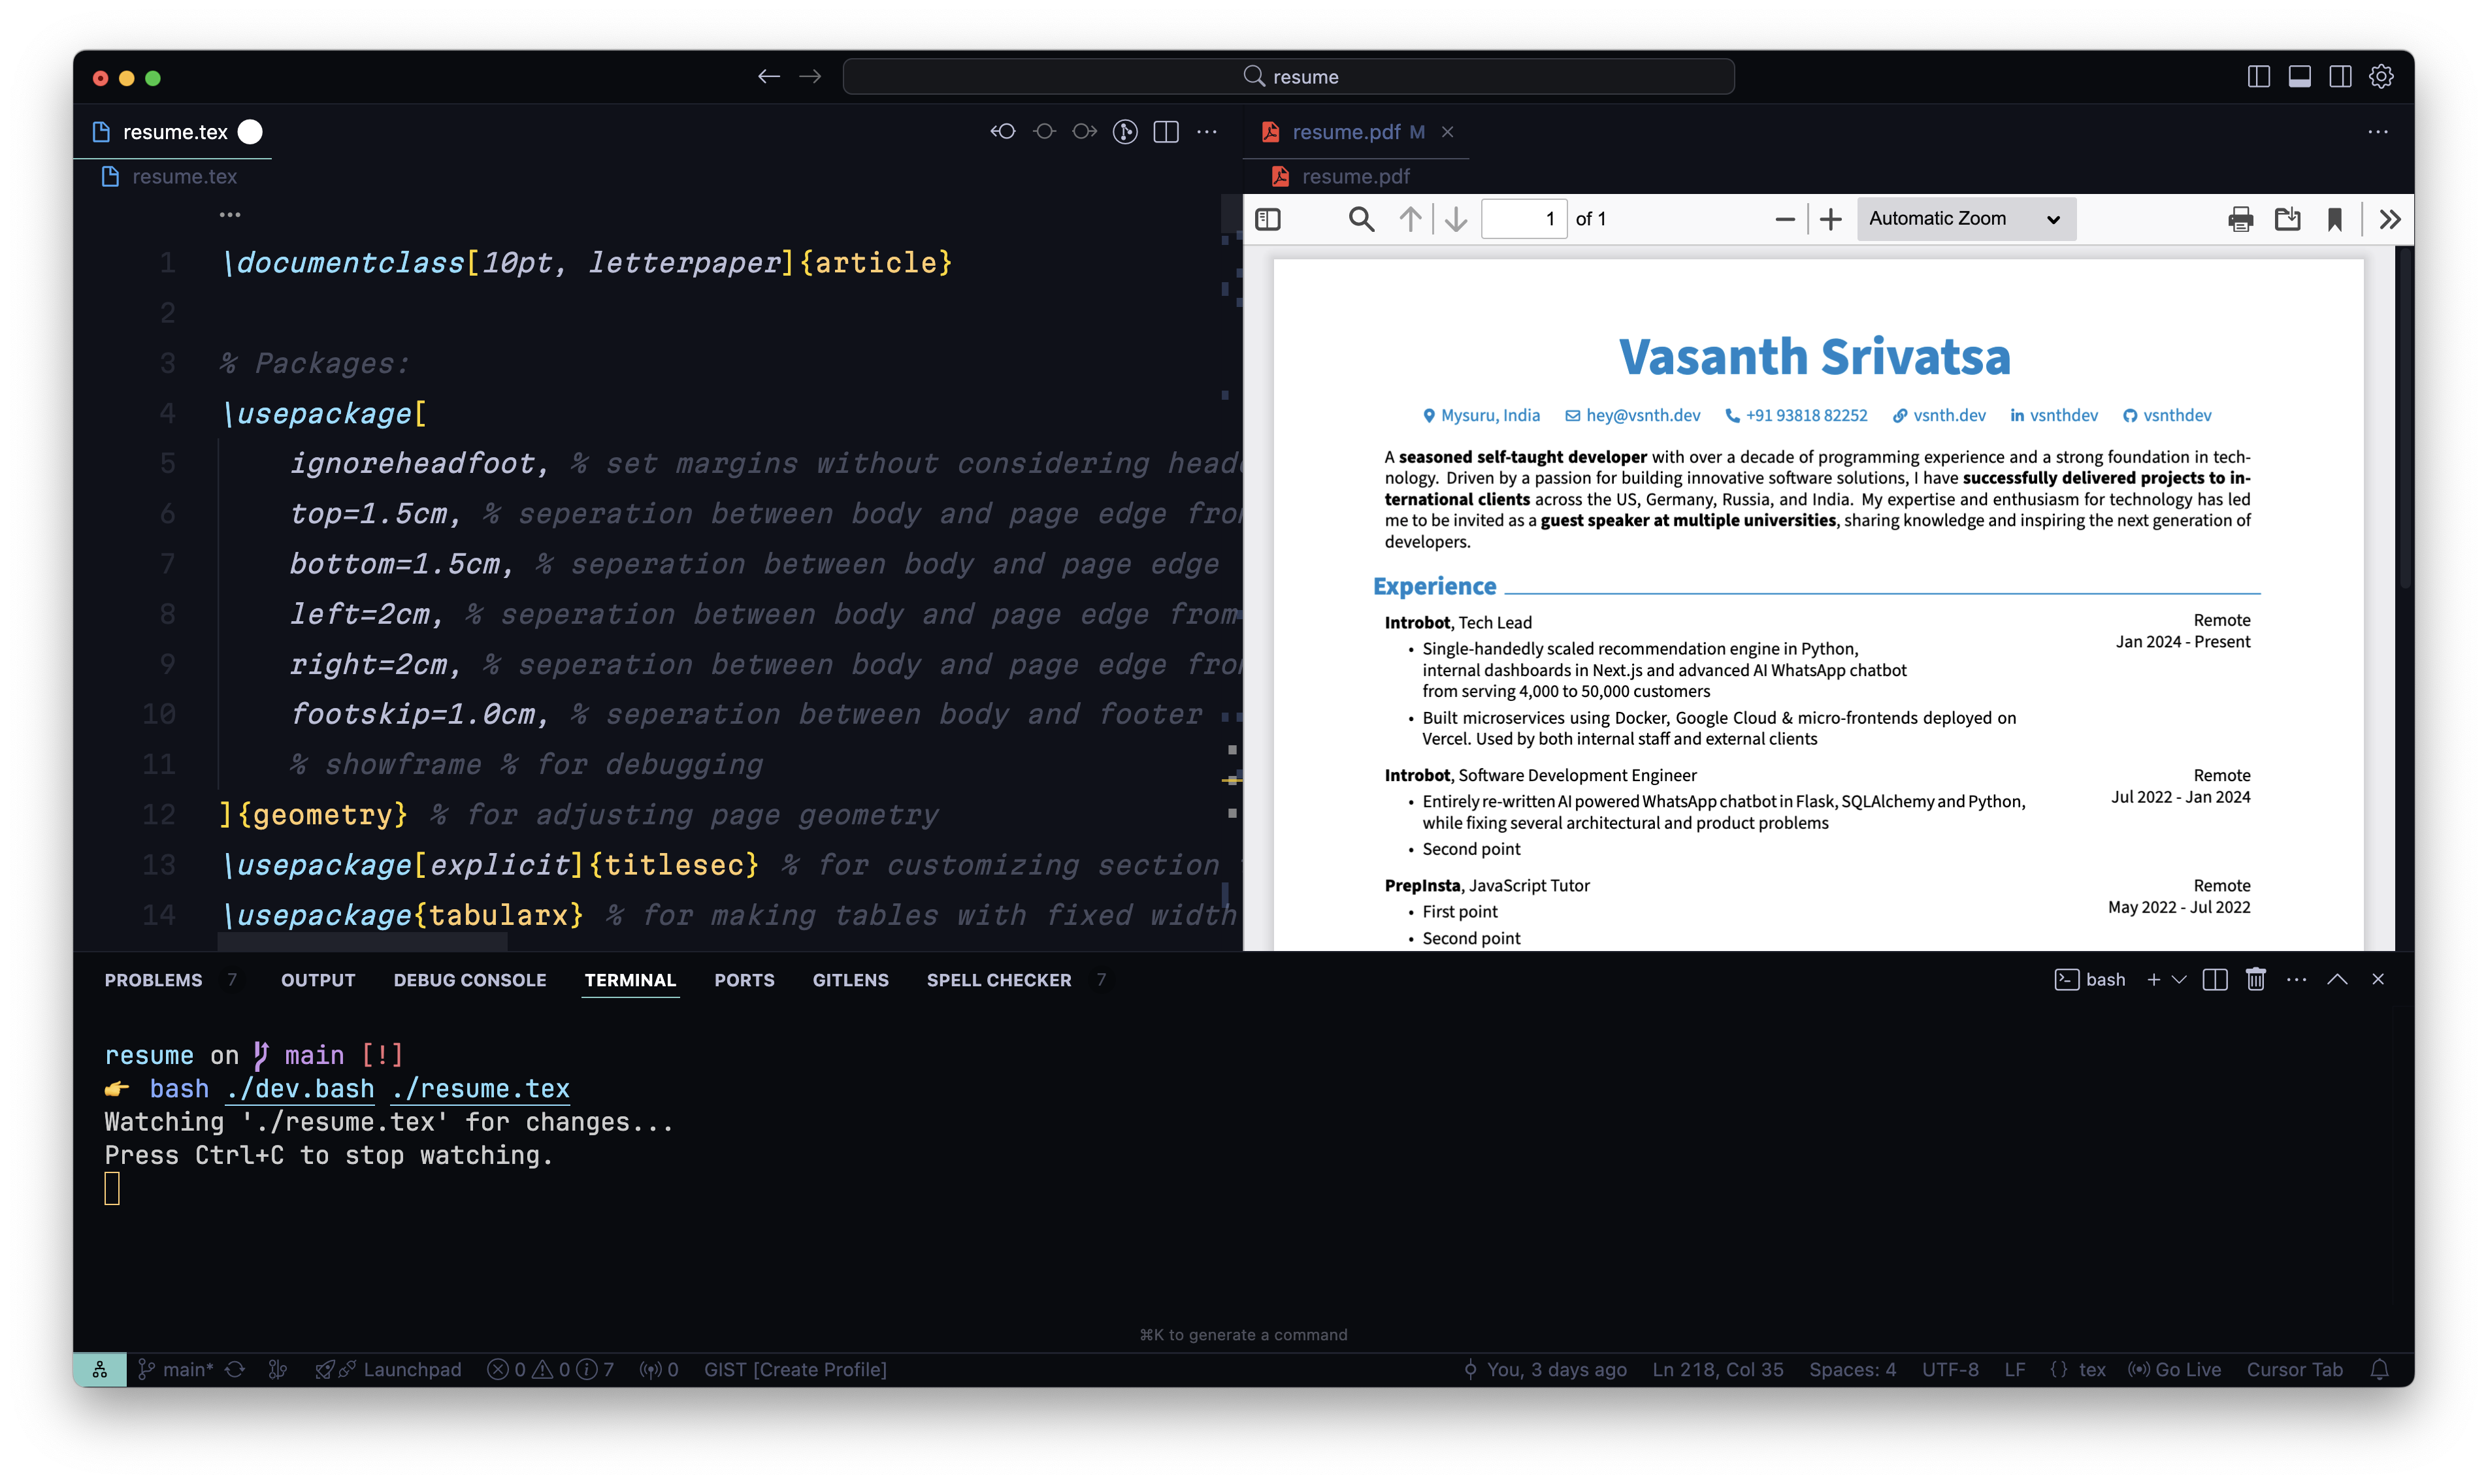 resume
resume.tex
resume.tex
...
1 \documentclass[10pt, letterpaper]{article}
2
3 % Packages:
4 \usepackage[
5 ignoreheadfoot, % set margins without considering heade
6 top=1.5cm, % seperation between body and page edge from
7 bottom=1.5cm, % seperation between body and page edge
8 left=2cm, % seperation between body and page edge from
9 right=2cm, % seperation between body and page edge from
10 footskip=1.0cm, % seperation between body and footer
11 % showframe % for debugging
12 ]{geometry} % for adjusting page geometry
13 \usepackage[explicit]{titlesec} % for customizing section
14 \usepackage{tabularx} % for making tables with fixed width
resume.pdf M
resume.pdf
1 of 1
Automatic Zoom
Vasanth Srivatsa
Mysuru, India hey@vsnth.dev +91 93818 82252 vsnth.dev in vsnthdev vsnthdev
A seasoned self-taught developer with over a decade of programming experience and a strong foundation in tech-
nology. Driven by a passion for building innovative software solutions, I have successfully delivered projects to in-
ternational clients across the US, Germany, Russia, and India. My expertise and enthusiasm for technology has led
me to be invited as a guest speaker at multiple universities, sharing knowledge and inspiring the next generation of
developers.
Experience
Introbot, Tech Lead
Remote
Jan 2024 - Present
• Single-handedly scaled recommendation engine in Python,
internal dashboards in Next.js and advanced AI WhatsApp chatbot
from serving 4,000 to 50,000 customers
• Built microservices using Docker, Google Cloud & micro-frontends deployed on
Vercel. Used by both internal staff and external clients
Introbot, Software Development Engineer
Remote
Jul 2022 - Jan 2024
• Entirely re-written AI powered WhatsApp chatbot in Flask, SQLAlchemy and Python,
while fixing several architectural and product problems
• Second point
PrepInsta, JavaScript Tutor
Remote
May 2022 - Jul 2022
• First point
• Second point
PROBLEMS 7 OUTPUT DEBUG CONSOLE TERMINAL PORTS GITLENS SPELL CHECKER 7
bash
resume on main [!]
bash ./dev.bash ./resume.tex
Watching './resume.tex' for changes...
Press Ctrl+C to stop watching.
⌘K to generate a command
main* Launchpad 0 0 7 0 GIST [Create Profile]
You, 3 days ago Ln 218, Col 35 Spaces: 4 UTF-8 LF {} tex Go Live Cursor Tab